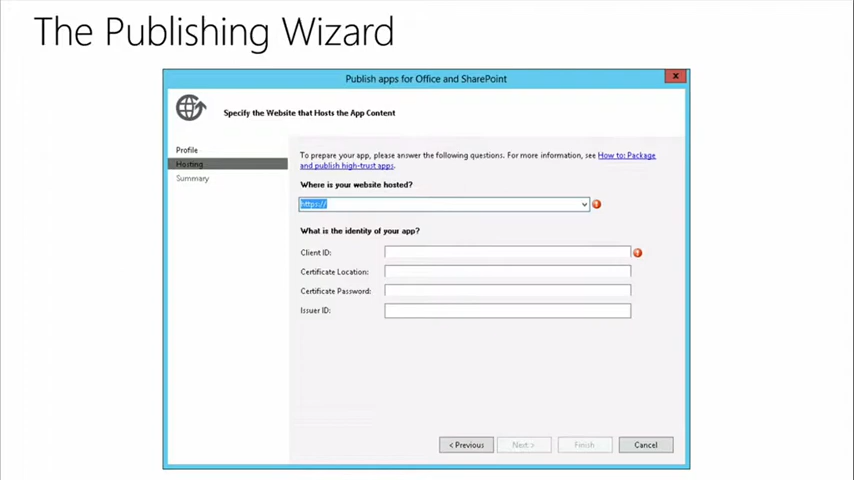 The Publishing Wizard
Publish apps for Office and SharePoint
Specify the Website that Hosts the App Content
Profile
Hosting
Summary
To prepare your app, please answer the following questions. For more information, see How to: Package
and publish high-trust apps.
Where is your website hosted?
https://
What is the identity of your app?
Client ID:
Certificate Location:
Certificate Password:
Issuer ID:
< Previous
Next >
Finish
Cancel